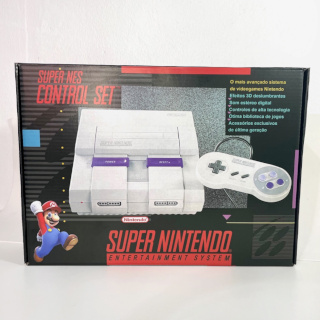 SUPER NES
CONTROL SET
O mais avançado sistema
de videogames Nintendo
Efeitos 3D deslumbrantes
Som estéreo digital
Controles de alta tecnologia
Ótima biblioteca de jogos
Acessórios exclusivos
de última geração
Nintendo
SUPER NINTENDO
ENTERTAINMENT SYSTEM